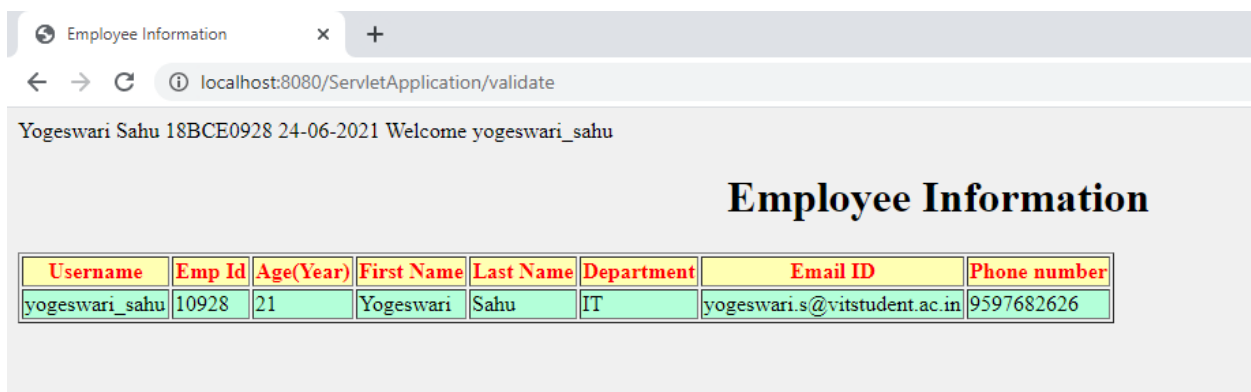 Employee Information
localhost:8080/ServletApplication/validate
Yogeswari Sahu 18BCE0928 24-06-2021 Welcome yogeswari_sahu
Employee Information
Username Emp Id Age(Year) First Name Last Name Department Email ID Phone number
yogeswari_sahu 10928 21 Yogeswari Sahu IT yogeswari.s@vitstudent.ac.in 9597682626